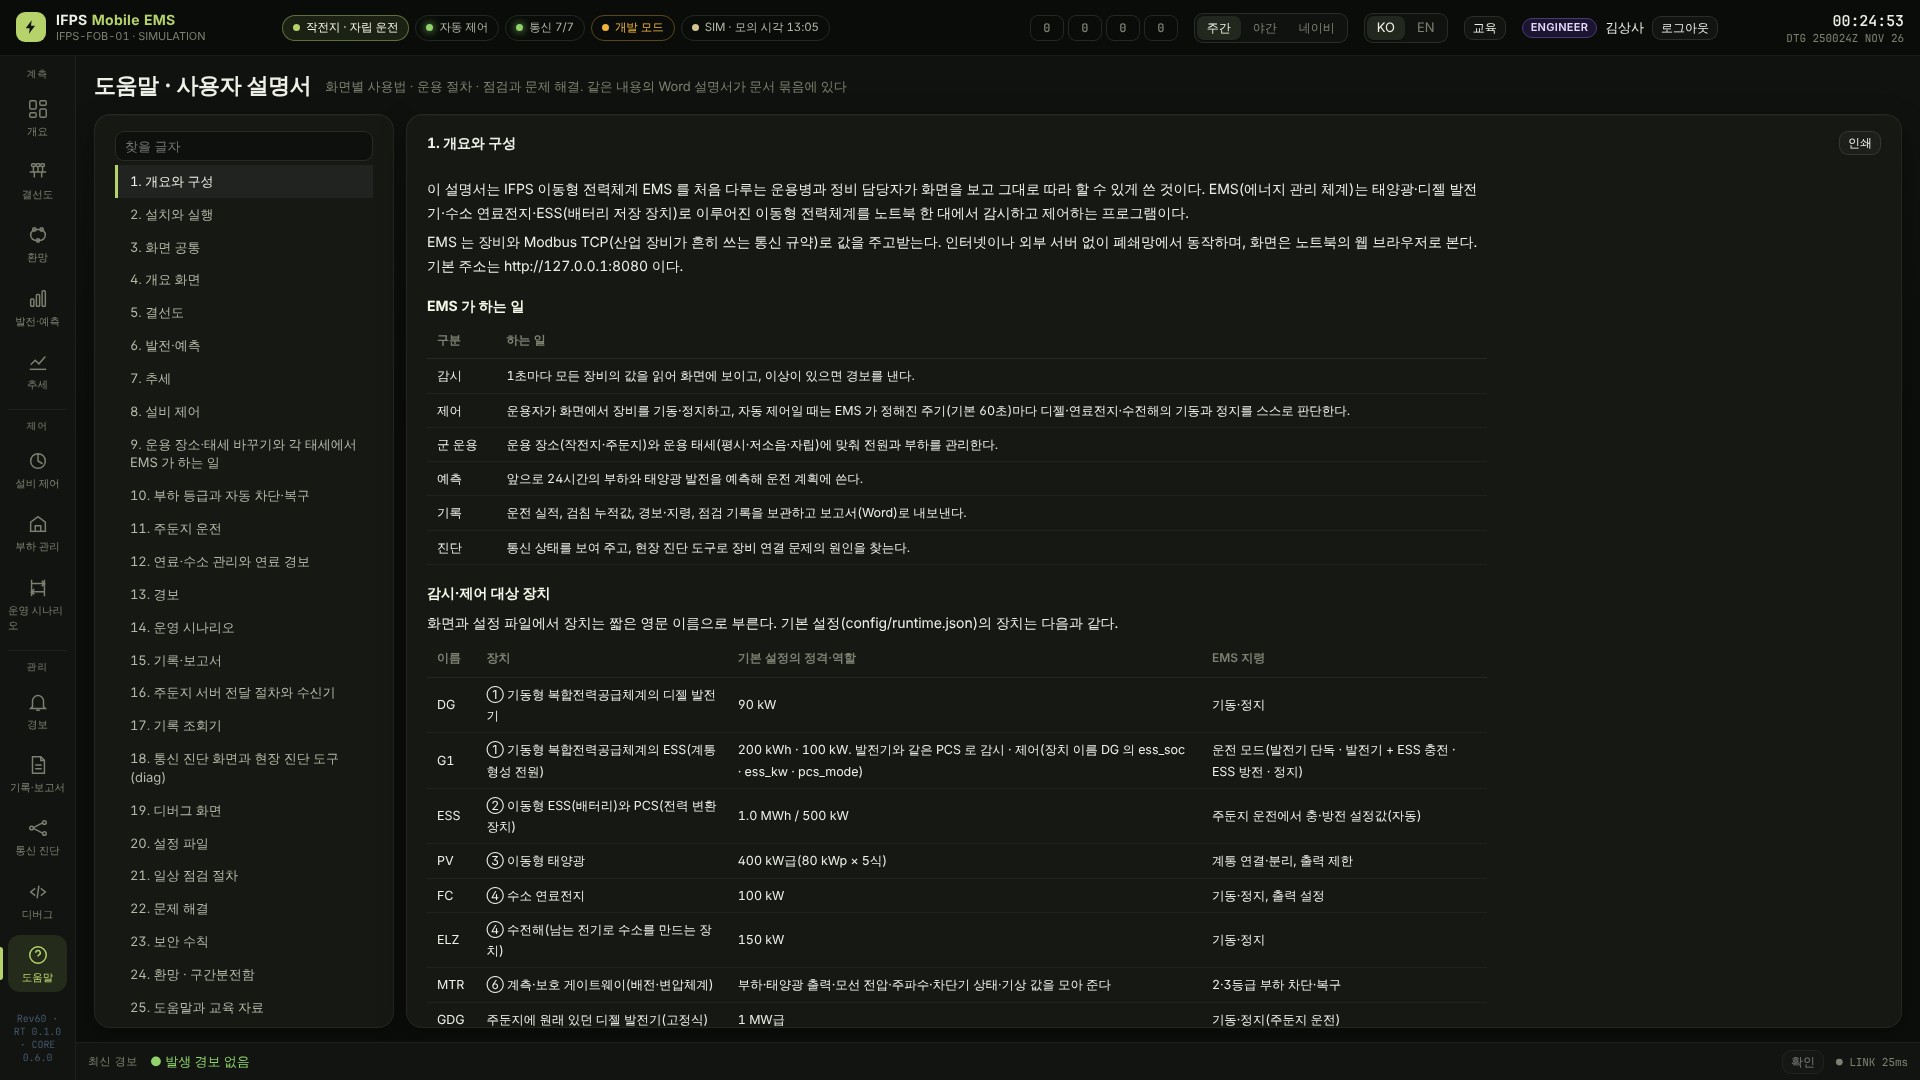 IFPS Mobile EMS
IFPS-FOB-01 · SIMULATION
작전지 · 자립 운전
자동 제어
통신 7/7
개발 모드
SIM · 모의 시각 13:05
0
0
0
0
주간
야간
네이비
KO
EN
교육
ENGINEER
김상사
로그아웃
00:24:53
DTG 250024Z NOV 26
계측
개요
결선도
환망
발전·예측
추세
제어
설비 제어
부하 관리
운영 시나리
오
관리
경보
기록·보고서
통신 진단
디버그
도움말
Rev60 ·
RT 0.1.0
· CORE
0.6.0
도움말 · 사용자 설명서
화면별 사용법 · 운용 절차 · 점검과 문제 해결. 같은 내용의 Word 설명서가 문서 묶음에 있다
찾을 글자
1. 개요와 구성
2. 설치와 실행
3. 화면 공통
4. 개요 화면
5. 결선도
6. 발전·예측
7. 추세
8. 설비 제어
9. 운용 장소·태세 바꾸기와 각 태세에서
EMS 가 하는 일
10. 부하 등급과 자동 차단·복구
11. 주둔지 운전
12. 연료·수소 관리와 연료 경보
13. 경보
14. 운영 시나리오
15. 기록·보고서
16. 주둔지 서버 전달 절차와 수신기
17. 기록 조회기
18. 통신 진단 화면과 현장 진단 도구
(diag)
19. 디버그 화면
20. 설정 파일
21. 일상 점검 절차
22. 문제 해결
23. 보안 수칙
24. 환망 · 구간분전함
25. 도움말과 교육 자료
1. 개요와 구성
인쇄
이 설명서는 IFPS 이동형 전력체계 EMS 를 처음 다루는 운용병과 정비 담당자가 화면을 보고 그대로 따라 할 수 있게 쓴 것이다. EMS(에너지 관리 체계)는 태양광·디젤 발전
기·수소 연료전지·ESS(배터리 저장 장치)로 이루어진 이동형 전력체계를 노트북 한 대에서 감시하고 제어하는 프로그램이다.
EMS 는 장비와 Modbus TCP(산업 장비가 흔히 쓰는 통신 규약)로 값을 주고받는다. 인터넷이나 외부 서버 없이 폐쇄망에서 동작하며, 화면은 노트북의 웹 브라우저로 본다.
기본 주소는 http://127.0.0.1:8080 이다.
EMS 가 하는 일
구분 하는 일
감시 1초마다 모든 장비의 값을 읽어 화면에 보이고, 이상이 있으면 경보를 낸다.
제어 운용자가 화면에서 장비를 기동·정지하고, 자동 제어일 때는 EMS 가 정해진 주기(기본 60초)마다 디젤·연료전지·수전해의 기동과 정지를 스스로 판단한다.
군 운용 운용 장소(작전지·주둔지)와 운용 태세(평시·저소음·자립)에 맞춰 전원과 부하를 관리한다.
예측 앞으로 24시간의 부하와 태양광 발전을 예측해 운전 계획에 쓴다.
기록 운전 실적, 검침 누적값, 경보·지령, 점검 기록을 보관하고 보고서(Word)로 내보낸다.
진단 통신 상태를 보여 주고, 현장 진단 도구로 장비 연결 문제의 원인을 찾는다.
감시·제어 대상 장치
화면과 설정 파일에서 장치는 짧은 영문 이름으로 부른다. 기본 설정(config/runtime.json)의 장치는 다음과 같다.
이름 장치 기본 설정의 정격·역할 EMS 지령
DG ① 기동형 복합전력공급체계의 디젤 발전
기 90 kW 기동·정지
G1 ① 기동형 복합전력공급체계의 ESS(계통
형성 전원) 200 kWh · 100 kW. 발전기와 같은 PCS 로 감시 · 제어(장치 이름 DG 의 ess_soc
· ess_kw · pcs_mode) 운전 모드(발전기 단독 · 발전기 + ESS 충전 ·
ESS 방전 · 정지)
ESS ② 이동형 ESS(배터리)와 PCS(전력 변환
장치) 1.0 MWh / 500 kW 주둔지 운전에서 충·방전 설정값(자동)
PV ③ 이동형 태양광 400 kW급(80 kWp × 5식) 계통 연결·분리, 출력 제한
FC ④ 수소 연료전지 100 kW 기동·정지, 출력 설정
ELZ ④ 수전해(남는 전기로 수소를 만드는 장
치) 150 kW 기동·정지
MTR ⑥ 계측·보호 게이트웨이(배전·변압체계) 부하·태양광 출력·모선 전압·주파수·차단기 상태·기상 값을 모아 준다 2·3등급 부하 차단·복구
GDG 주둔지에 원래 있던 디젤 발전기(고정식) 1 MW급 기동·정지(주둔지 운전)
최신 경보
발생 경보 없음
확인
LINK 25ms